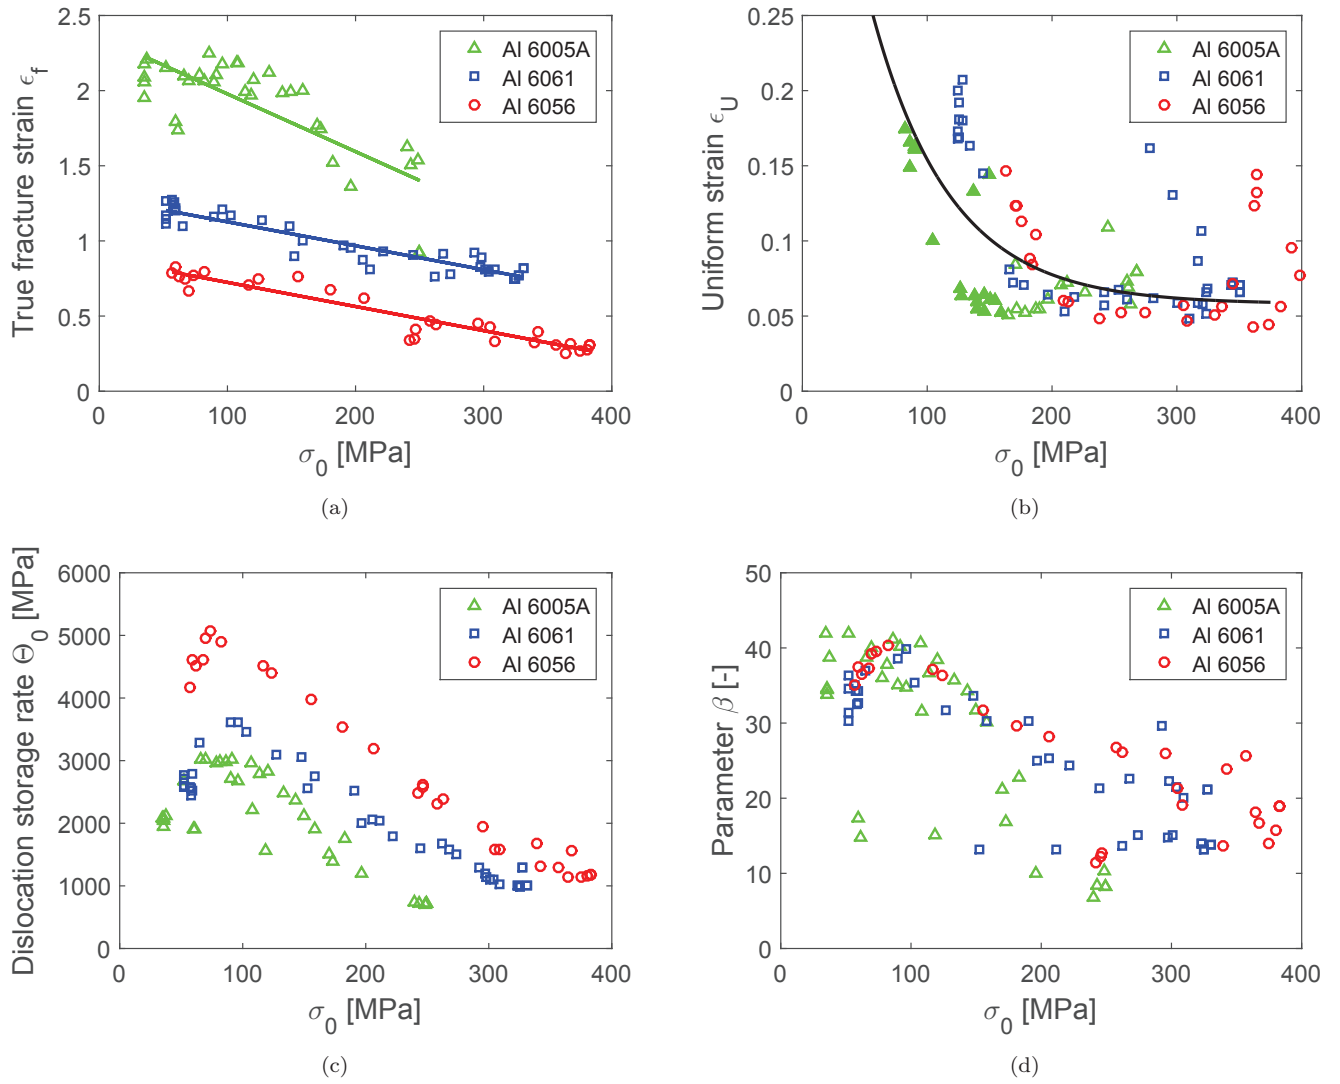 2.5
2
1.5
1
0.5
0
0 100 200 300 400
True fracture strain ϵ_f
σ_0 [MPa]
Al 6005A
Al 6061
Al 6056
(a)
0.25
0.2
0.15
0.1
0.05
0
0 100 200 300 400
Uniform strain ϵ_U
σ_0 [MPa]
Al 6005A
Al 6061
Al 6056
(b)
6000
5000
4000
3000
2000
1000
0
0 100 200 300 400
Dislocation storage rate Θ_0 [MPa]
σ_0 [MPa]
Al 6005A
Al 6061
Al 6056
(c)
50
40
30
20
10
0
0 100 200 300 400
Parameter β [-]
σ_0 [MPa]
Al 6005A
Al 6061
Al 6056
(d)